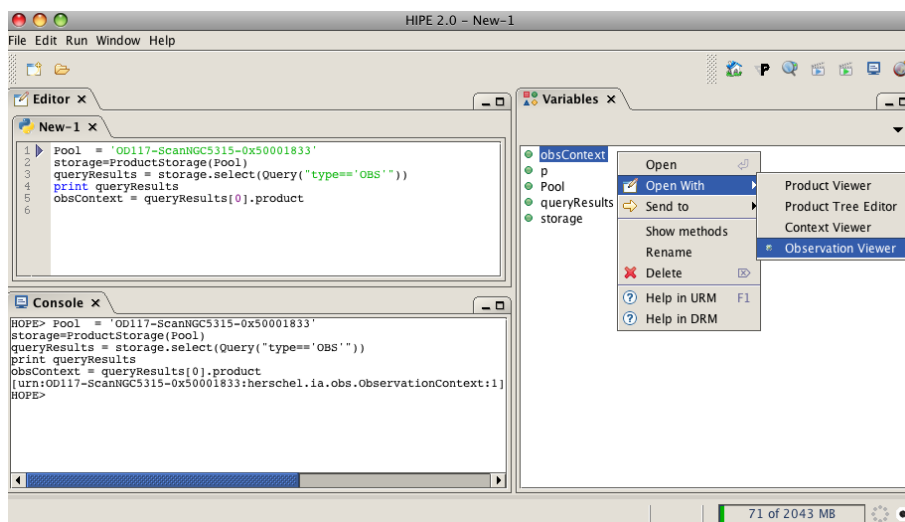 HIPE 2.0 – New-1
File Edit Run Window Help
Editor
New-1
1 Pool = 'OD117-ScanNGC5315-0x50001833'
2 storage=ProductStorage(Pool)
3 queryResults = storage.select(Query("type=='OBS'"))
4 print queryResults
5 obsContext = queryResults[0].product
6
Console
HOPE> Pool = 'OD117-ScanNGC5315-0x50001833'
storage=ProductStorage(Pool)
queryResults = storage.select(Query("type=='OBS'"))
print queryResults
obsContext = queryResults[0].product
[urn:OD117-ScanNGC5315-0x50001833:herschel.ia.obs.ObservationContext:1]
HOPE>
Variables
obsContext
p
Pool
queryResults
storage
Open
Open With
Send to
Show methods
Rename
Delete
Help in URM F1
Help in DRM
Product Viewer
Product Tree Editor
Context Viewer
Observation Viewer
71 of 2043 MB